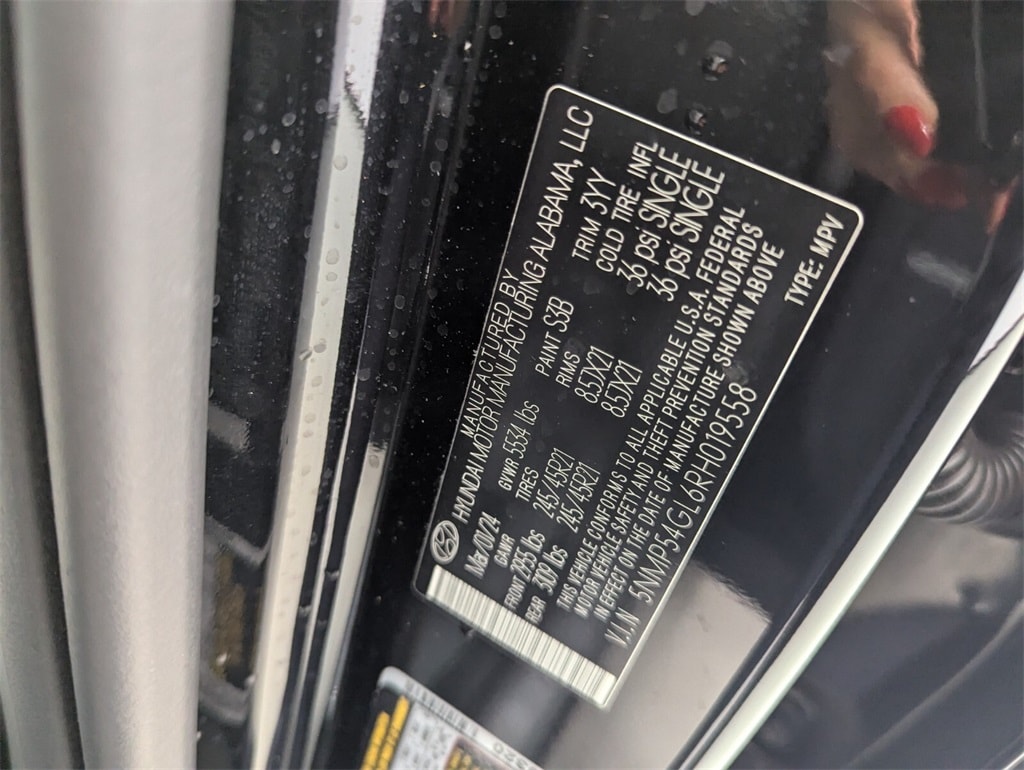 MANUFACTURED BY
HYUNDAI MOTOR MANUFACTURING ALABAMA, LLC
Mar/01/24 GVWR 5534 lbs PAINT S3B TRIM 3YY
GAWR TIRES RIMS COLD TIRE INFL
FRONT 2955 lbs 245/45R21 8.5JX21 36 psi SINGLE
REAR 3109 lbs 245/45R21 8.5JX21 36 psi SINGLE
THIS VEHICLE CONFORMS TO ALL APPLICABLE U.S.A. FEDERAL
MOTOR VEHICLE SAFETY AND THEFT PREVENTION STANDARDS
IN EFFECT ON THE DATE OF MANUFACTURE SHOWN ABOVE
V.I.N 5NMP54GL6RH019558 TYPE: MPV